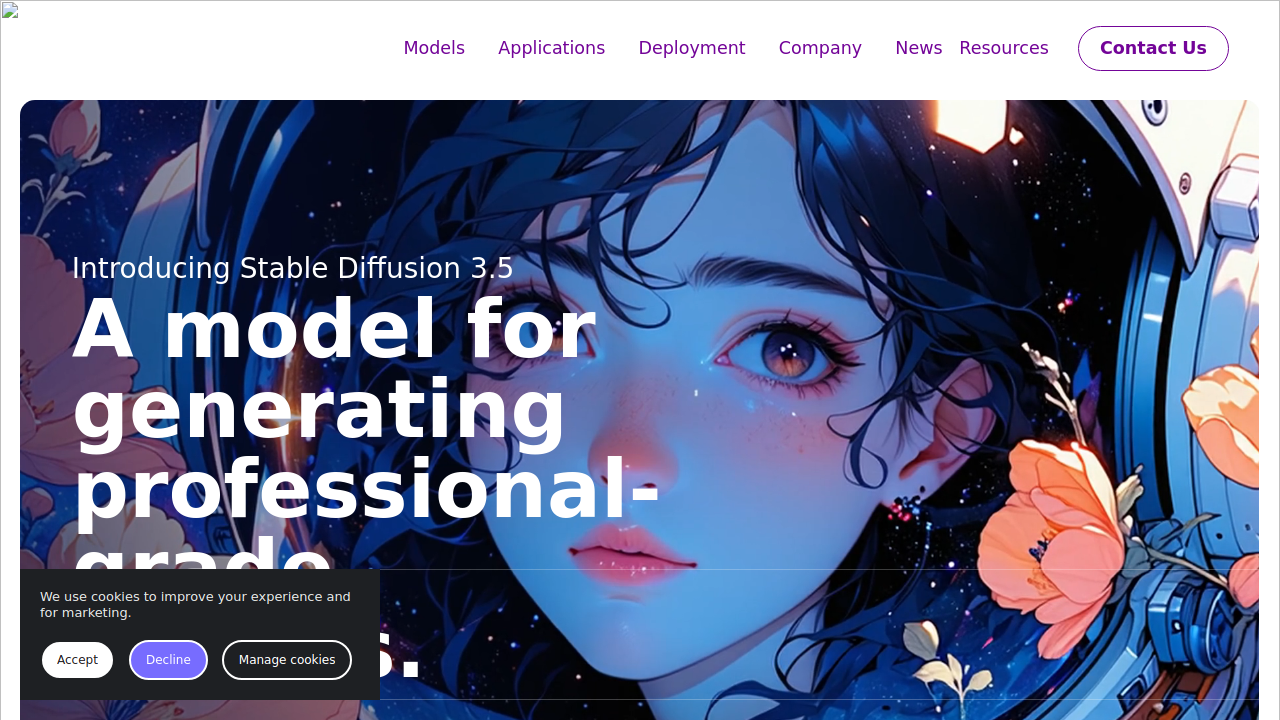 Models
Applications
Deployment
Company
News
Resources
Contact Us
Introducing Stable Diffusion 3.5
A model for
generating
professional-
grade
We use cookies to improve your experience and
for marketing.
Accept
Decline
Manage cookies